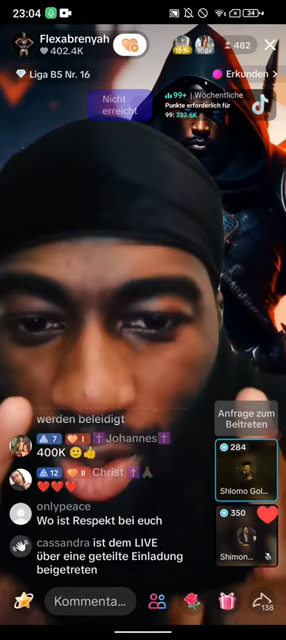 23:04
34
Flexabrenyah
402.4K
482
Liga B5 Nr. 16
Erkunden >
Nicht
erreicht
99+ | Wöchentliche
Punkte erforderlich für
99: 332.6K
werden beleidigt
7 I ✝Johannes✝
400K 🙂👍
12 II ✝Christ ✝🙏
❤❤❤
onlypeace
Wo ist Respekt bei euch
cassandra ist dem LIVE
über eine geteilte Einladung
beigetreten
Anfrage zum
Beitreten
284
Shlomo Gol...
350
Shimon...
Kommenta...
138